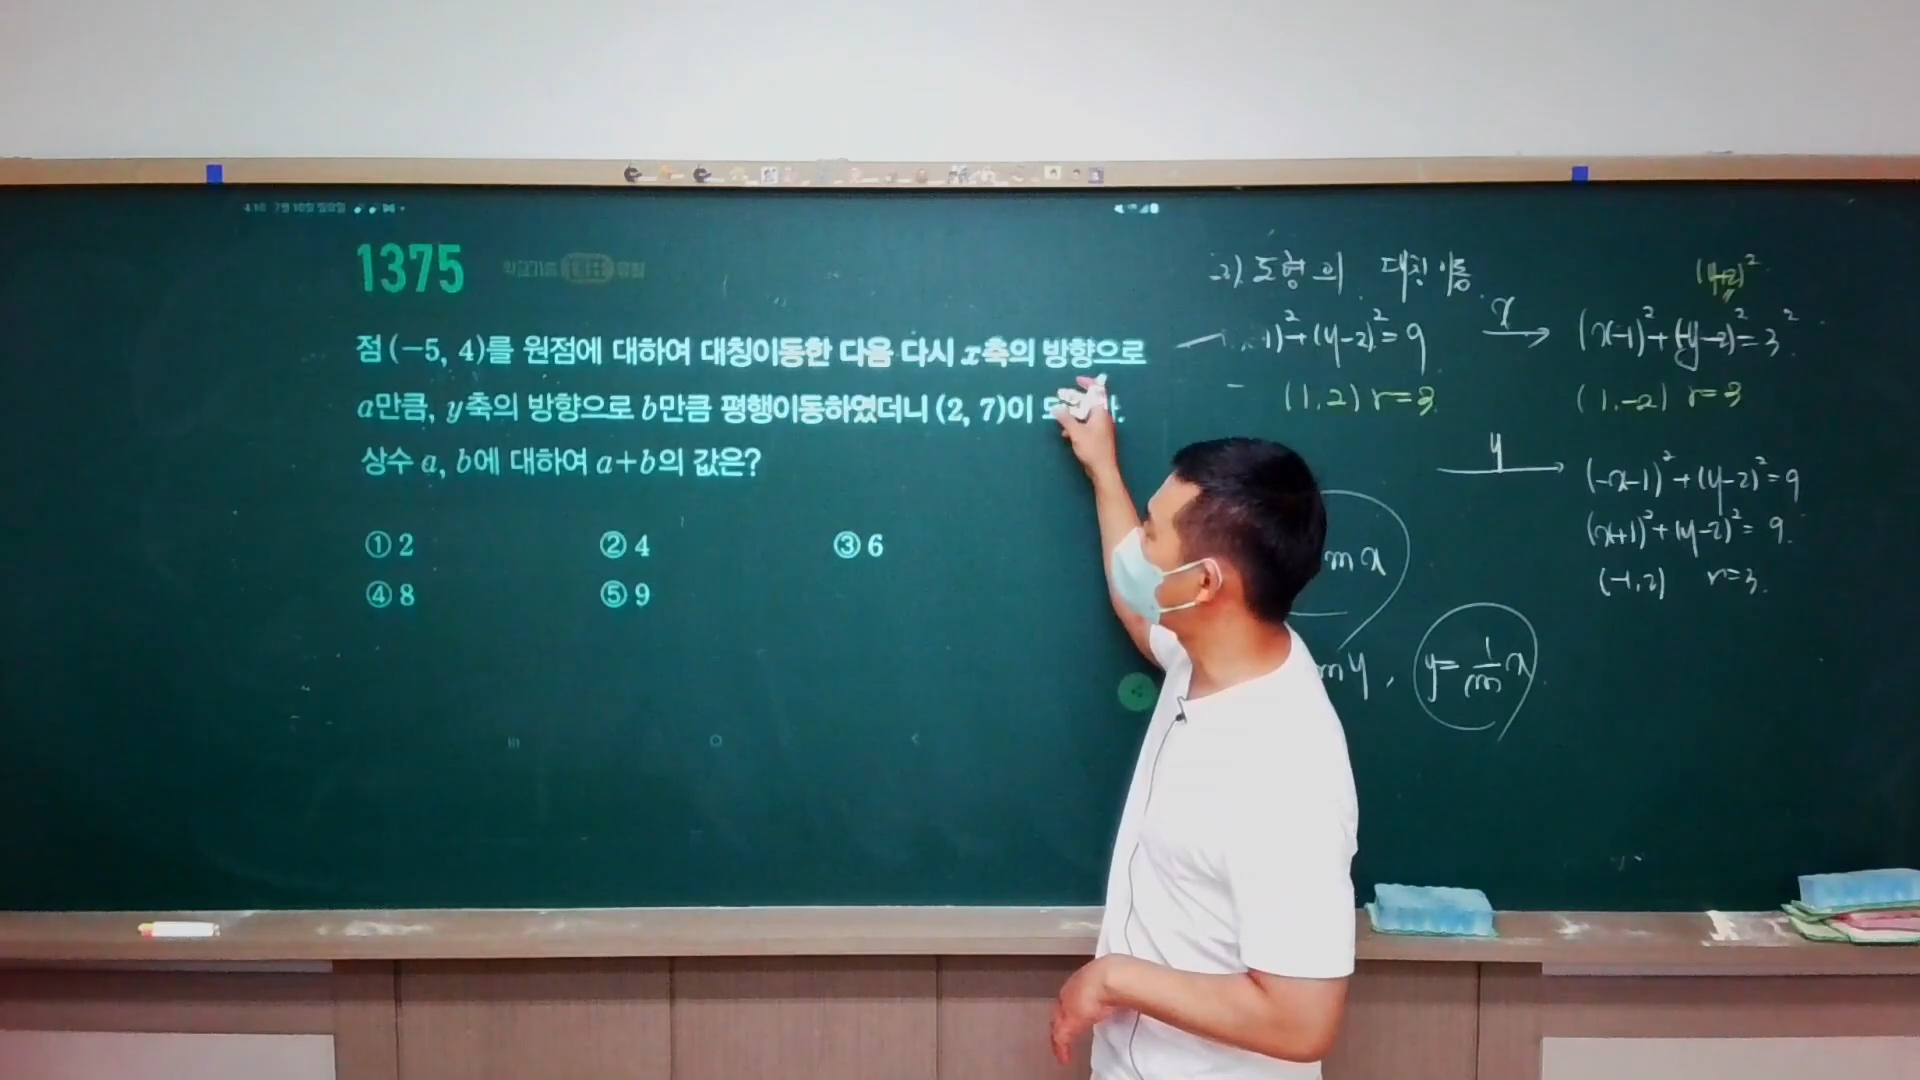 1375
점 (−5, 4)를 원점에 대하여 대칭이동한 다음 다시 x축의 방향으로
a만큼, y축의 방향으로 b만큼 평행이동하였더니 (2, 7)이
상수 a, b에 대하여 a+b의 값은?
① 2 ② 4 ③ 6
④ 8 ⑤ 9
2). 도형의 대칭이동
(y+2)²
1)²+(y-2)²=9 x→ (x-1)²+(-y-2)²=3²
(1,2) r=3 (1,-2) r=3
y→
(-x-1)²+(y-2)²=9
(x+1)²+(y-2)²=9.
(-1,2) r=3.
mx
my, y=1/m x